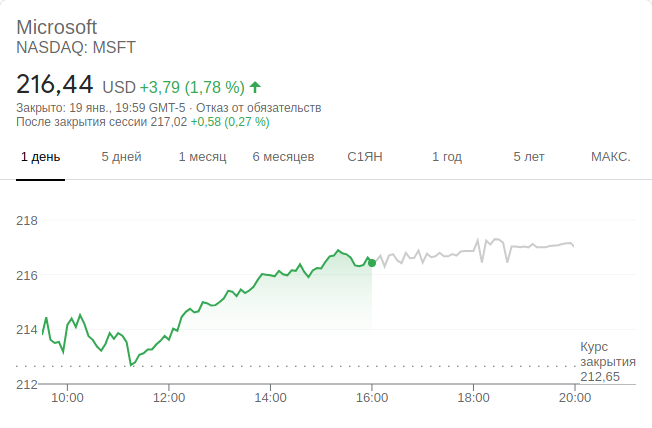 Microsoft
NASDAQ: MSFT
216,44 USD +3,79 (1,78 %)
Закрыто: 19 янв., 19:59 GMT-5 · Отказ от обязательств
После закрытия сессии 217,02 +0,58 (0,27 %)
1 день 5 дней 1 месяц 6 месяцев С1ЯН 1 год 5 лет МАКС.
218
216
214
Курс
закрытия
212,65
212
10:00 12:00 14:00 16:00 18:00 20:00